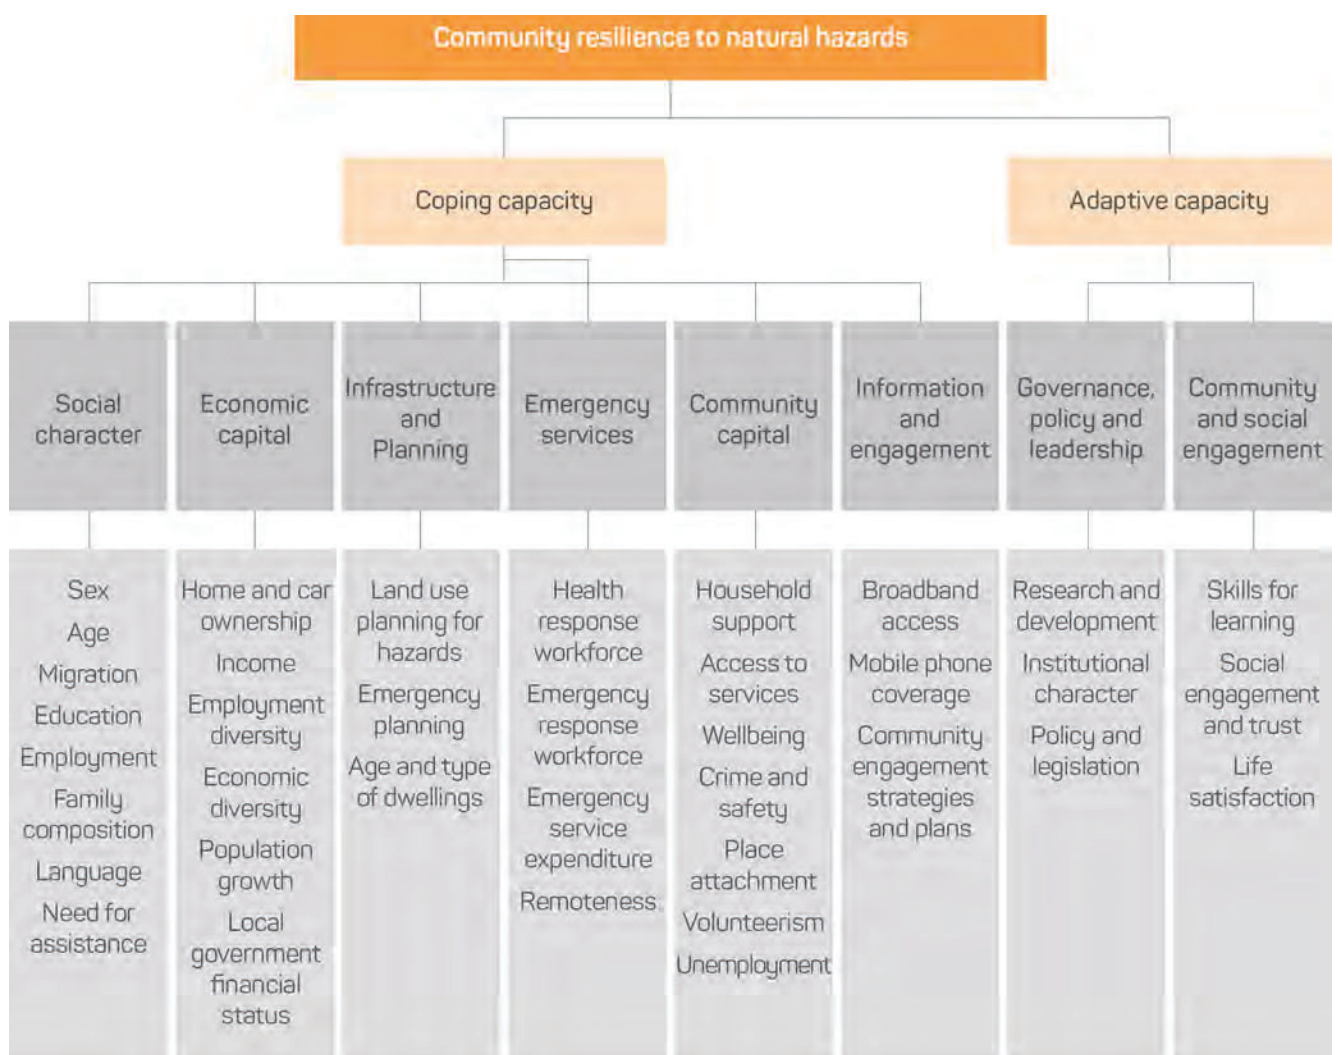 Community resilience to natural hazards
Coping capacity
Adaptive capacity
Social
character
Economic
capital
Infrastructure
and
Planning
Emergency
services
Community
capital
Information
and
engagement
Governance,
policy and
leadership
Community
and social
engagement
Sex
Age
Migration
Education
Employment
Family
composition
Language
Need for
assistance
Home and car
ownership
Income
Employment
diversity
Economic
diversity
Population
growth
Local
government
financial
status
Land use
planning for
hazards
Emergency
planning
Age and type
of dwellings
Health
response
workforce
Emergency
response
workforce
Emergency
service
expenditure
Remoteness
Household
support
Access to
services
Wellbeing
Crime and
safety
Place
attachment
Volunteerism
Unemployment
Broadband
access
Mobile phone
coverage
Community
engagement
strategies
and plans
Research and
development
Institutional
character
Policy and
legislation
Skills for
learning
Social
engagement
and trust
Life
satisfaction